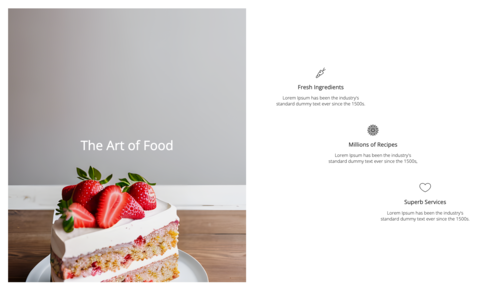 The Art of Food
Fresh Ingredients
Lorem Ipsum has been the industry's
standard dummy text ever since the 1500s.
Millions of Recipes
Lorem Ipsum has been the industry's
standard dummy text ever since the 1500s.
Superb Services
Lorem Ipsum has been the industry's
standard dummy text ever since the 1500s.